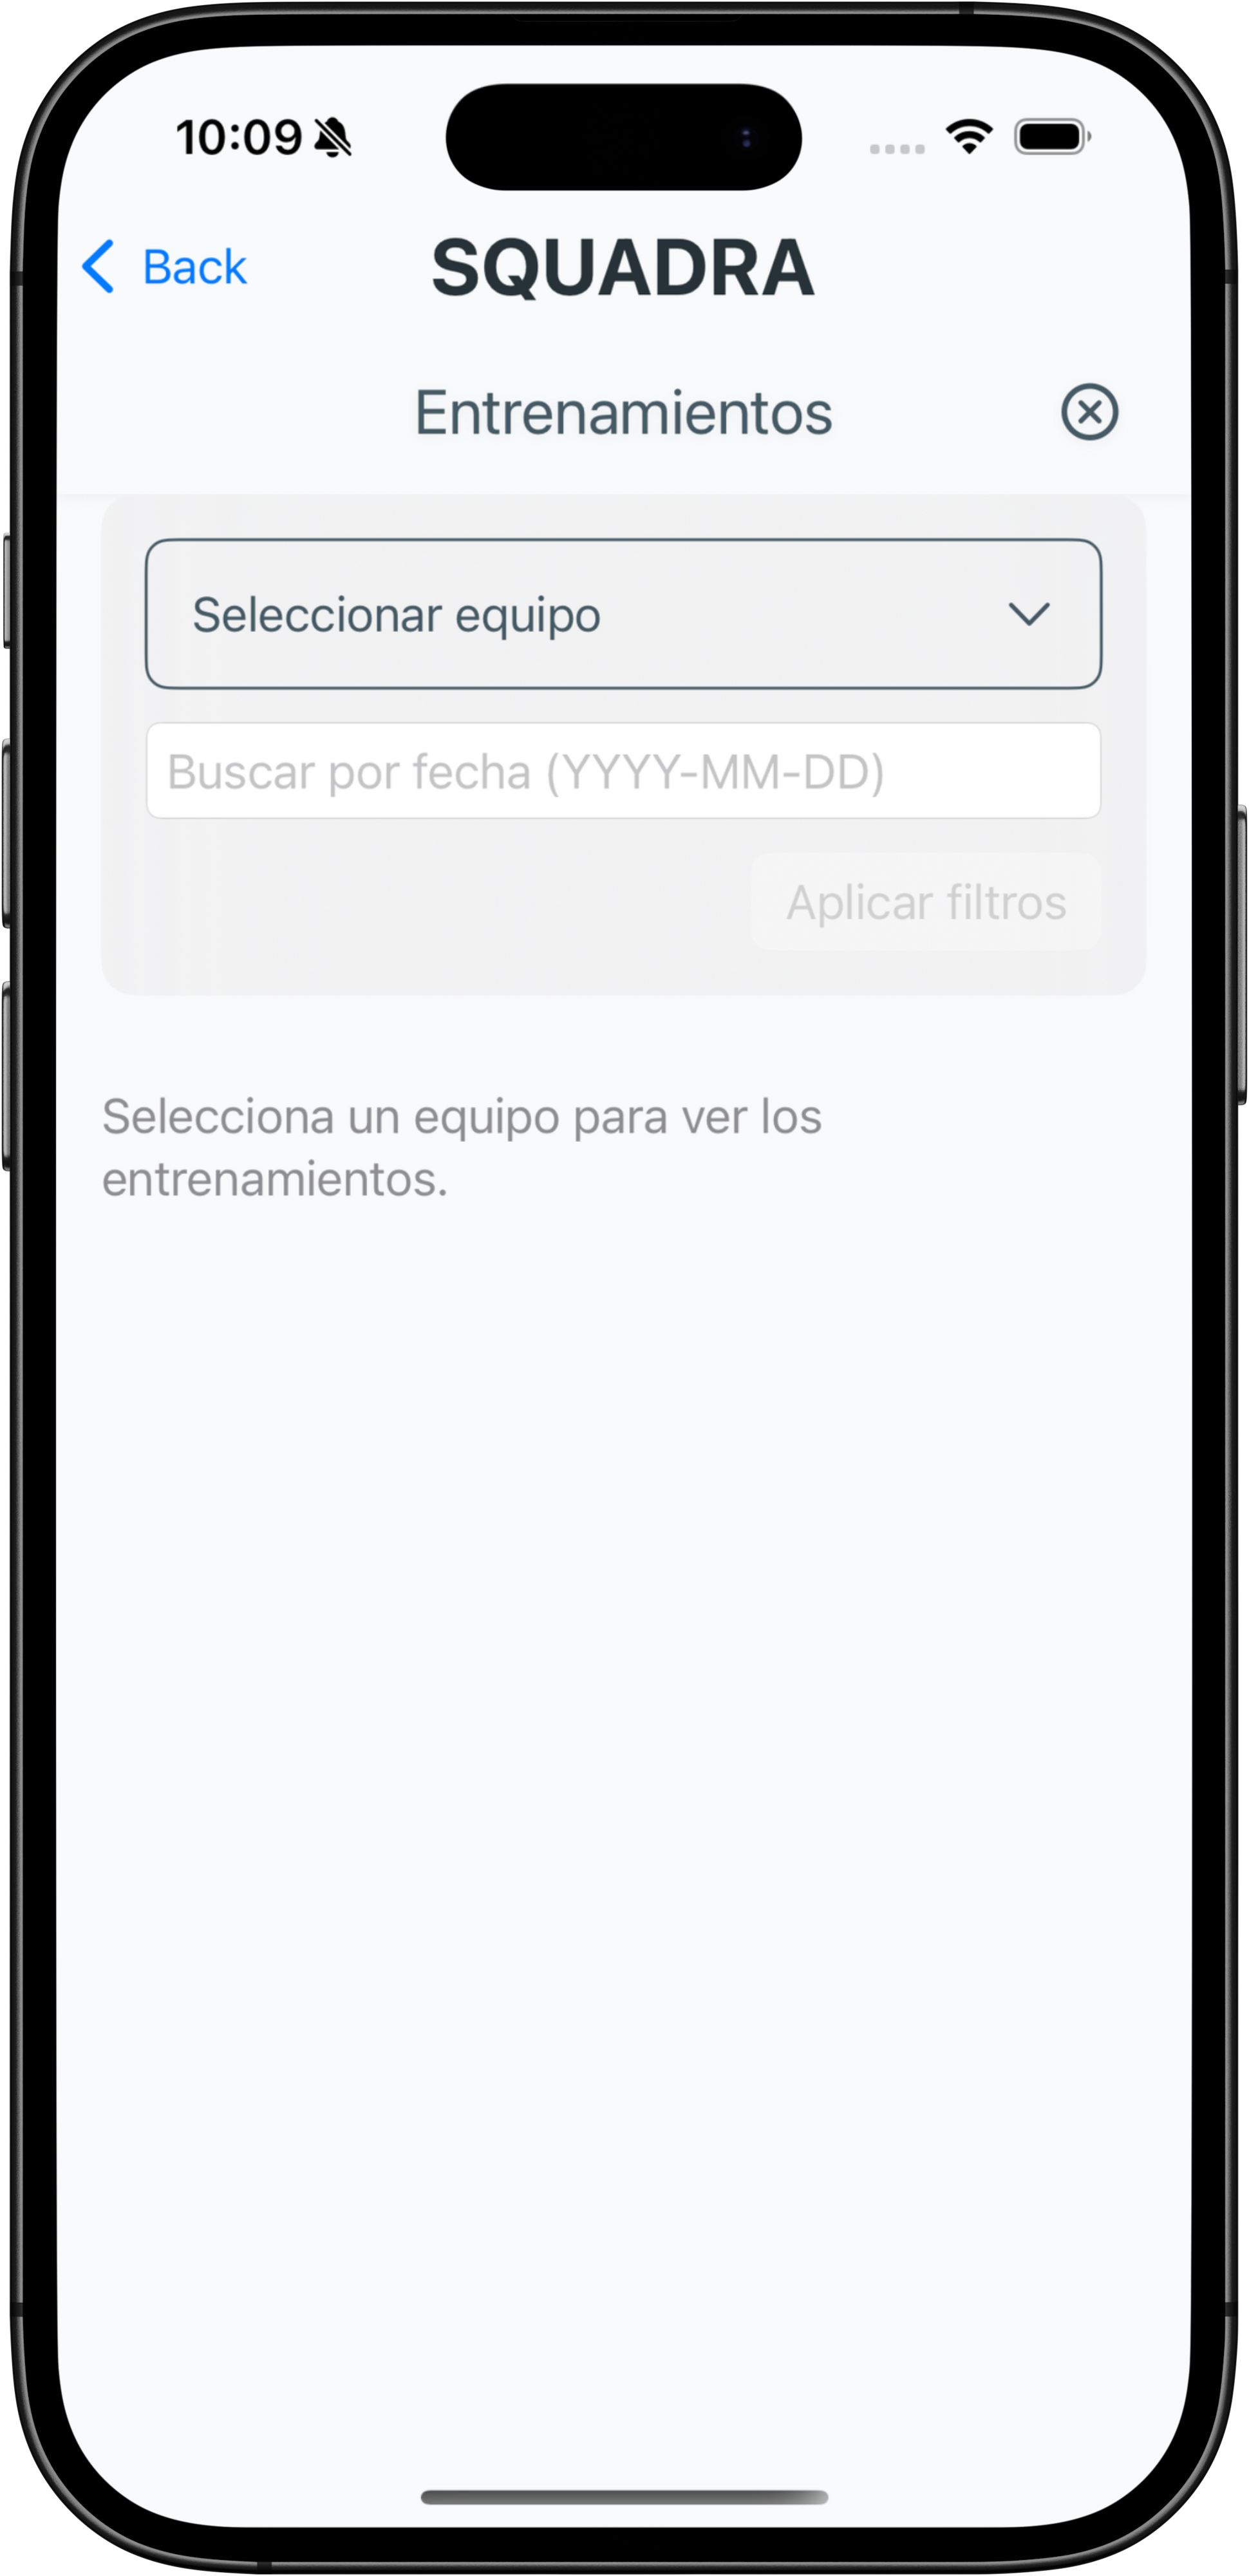 10:09
Back
SQUADRA
Entrenamientos
Seleccionar equipo
Buscar por fecha (YYYY-MM-DD)
Aplicar filtros
Selecciona un equipo para ver los
entrenamientos.